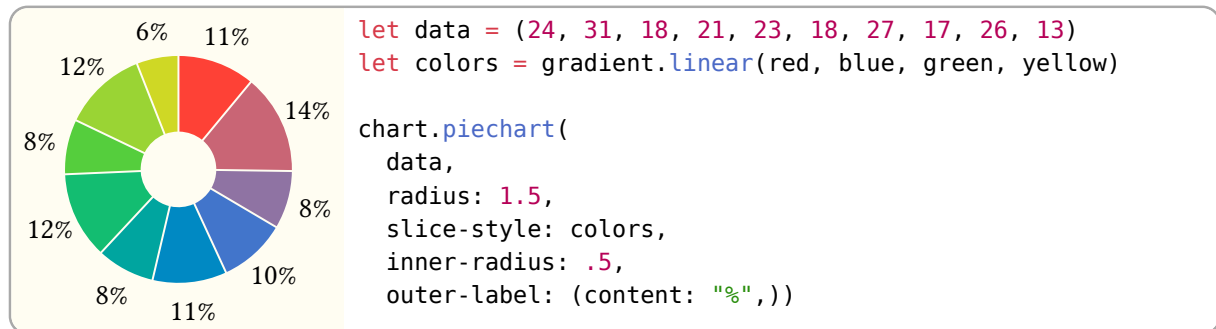 6%
11%
12%
14%
8%
8%
12%
10%
8%
11%
let data = (24, 31, 18, 21, 23, 18, 27, 17, 26, 13)
let colors = gradient.linear(red, blue, green, yellow)
chart.piechart(
  data,
  radius: 1.5,
  slice-style: colors,
  inner-radius: .5,
  outer-label: (content: "%",))